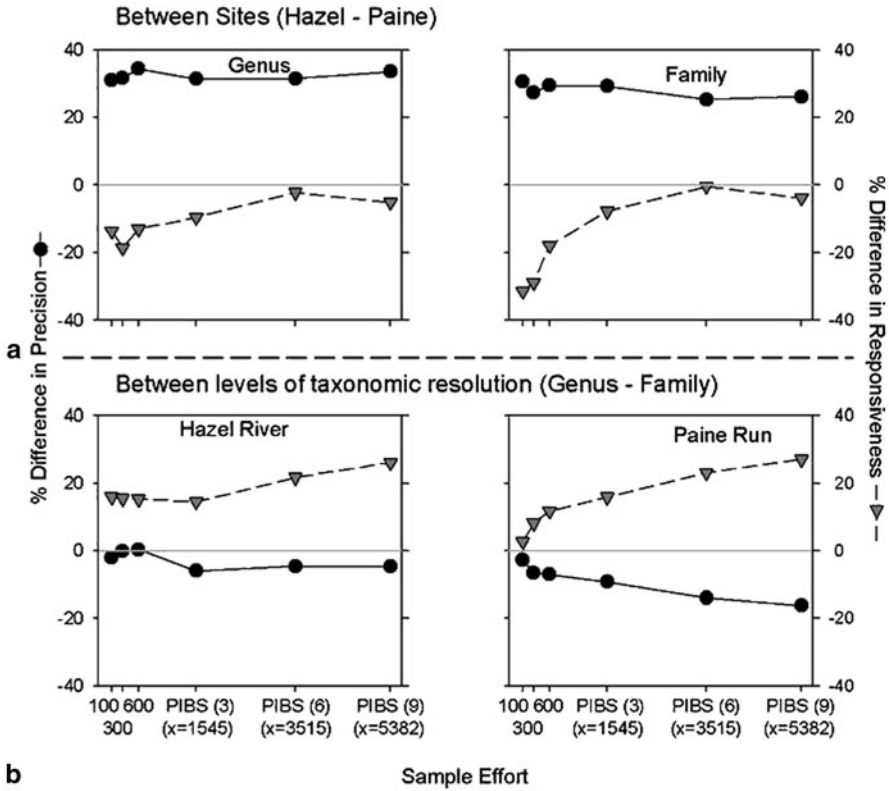 Between Sites (Hazel - Paine)
Genus
Family
40
20
0
-20
-40
40
20
0
-20
-40
a
% Difference in Precision
% Difference in Responsiveness
Between levels of taxonomic resolution (Genus - Family)
Hazel River
Paine Run
40
20
0
-20
-40
40
20
0
-20
-40
100 600 PIBS (3) PIBS (6) PIBS (9)
300 (x=1545) (x=3515) (x=5382)
100 600 PIBS (3) PIBS (6) PIBS (9)
300 (x=1545) (x=3515) (x=5382)
b
Sample Effort